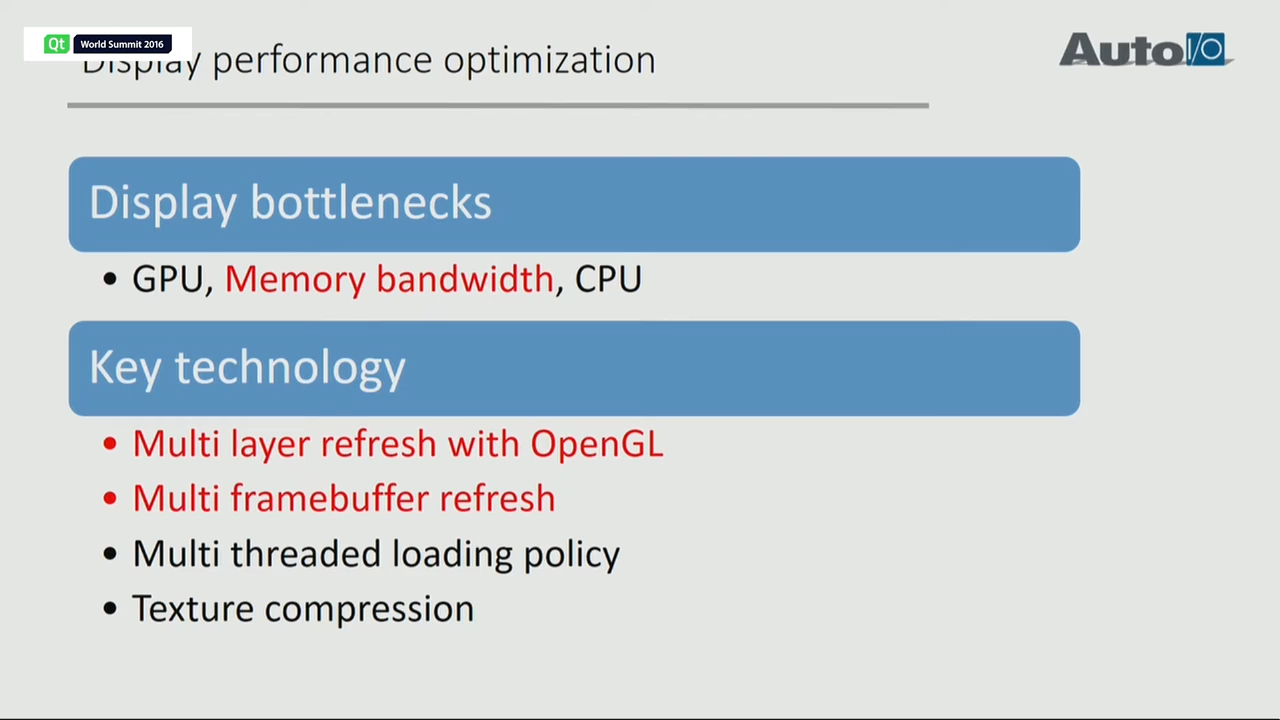 Qt World Summit 2016
Display performance optimization
Auto I/O
Display bottlenecks
• GPU, Memory bandwidth, CPU
Key technology
• Multi layer refresh with OpenGL
• Multi framebuffer refresh
• Multi threaded loading policy
• Texture compression